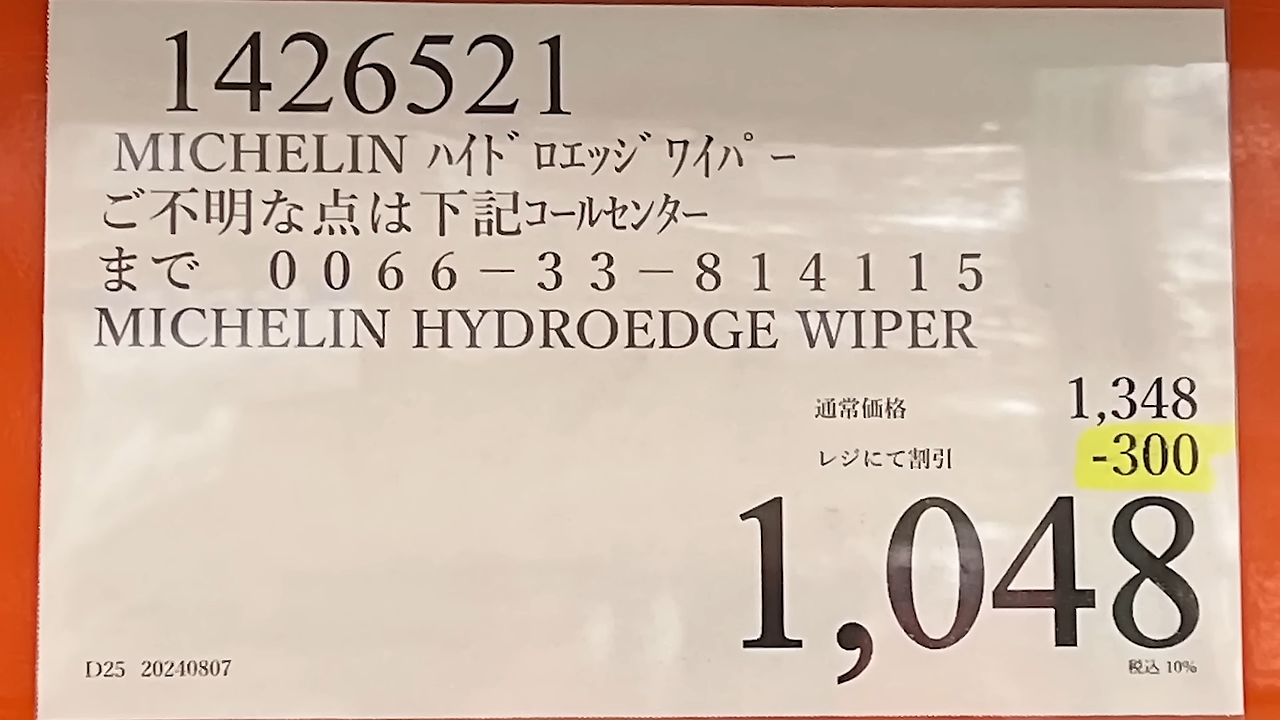 1426521
MICHELIN ハイドロエッジワイパー
ご不明な点は下記コールセンター
まで 0066-33-814115
MICHELIN HYDROEDGE WIPER
通常価格 1,348
レジにて割引 -300
1,048
D25 20240807 税込 10%